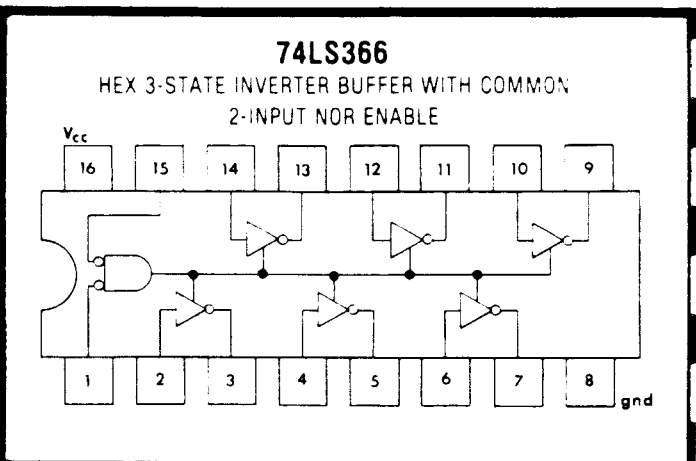 74LS366
HEX 3-STATE INVERTER BUFFER WITH COMMON
2-INPUT NOR ENABLE
Vcc
16 15 14 13 12 11 10 9
1 2 3 4 5 6 7 8
gnd